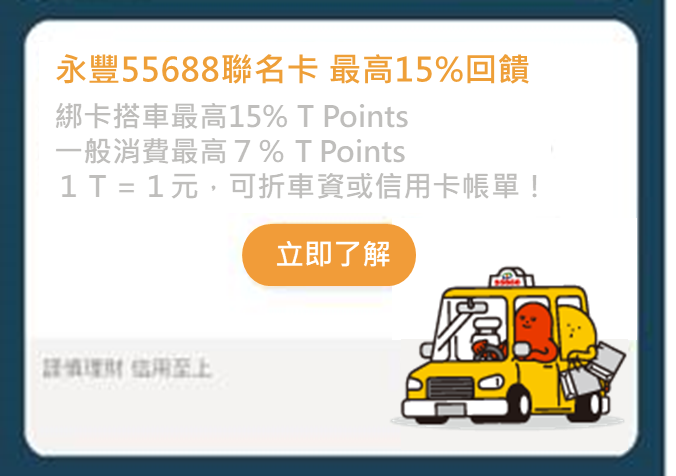 永豐55688聯名卡 最高15%回饋
綁卡搭車最高15% T Points
一般消費最高７％ T Points
１Ｔ＝１元，可折車資或信用卡帳單！
立即了解
55688
謹慎理財 信用至上